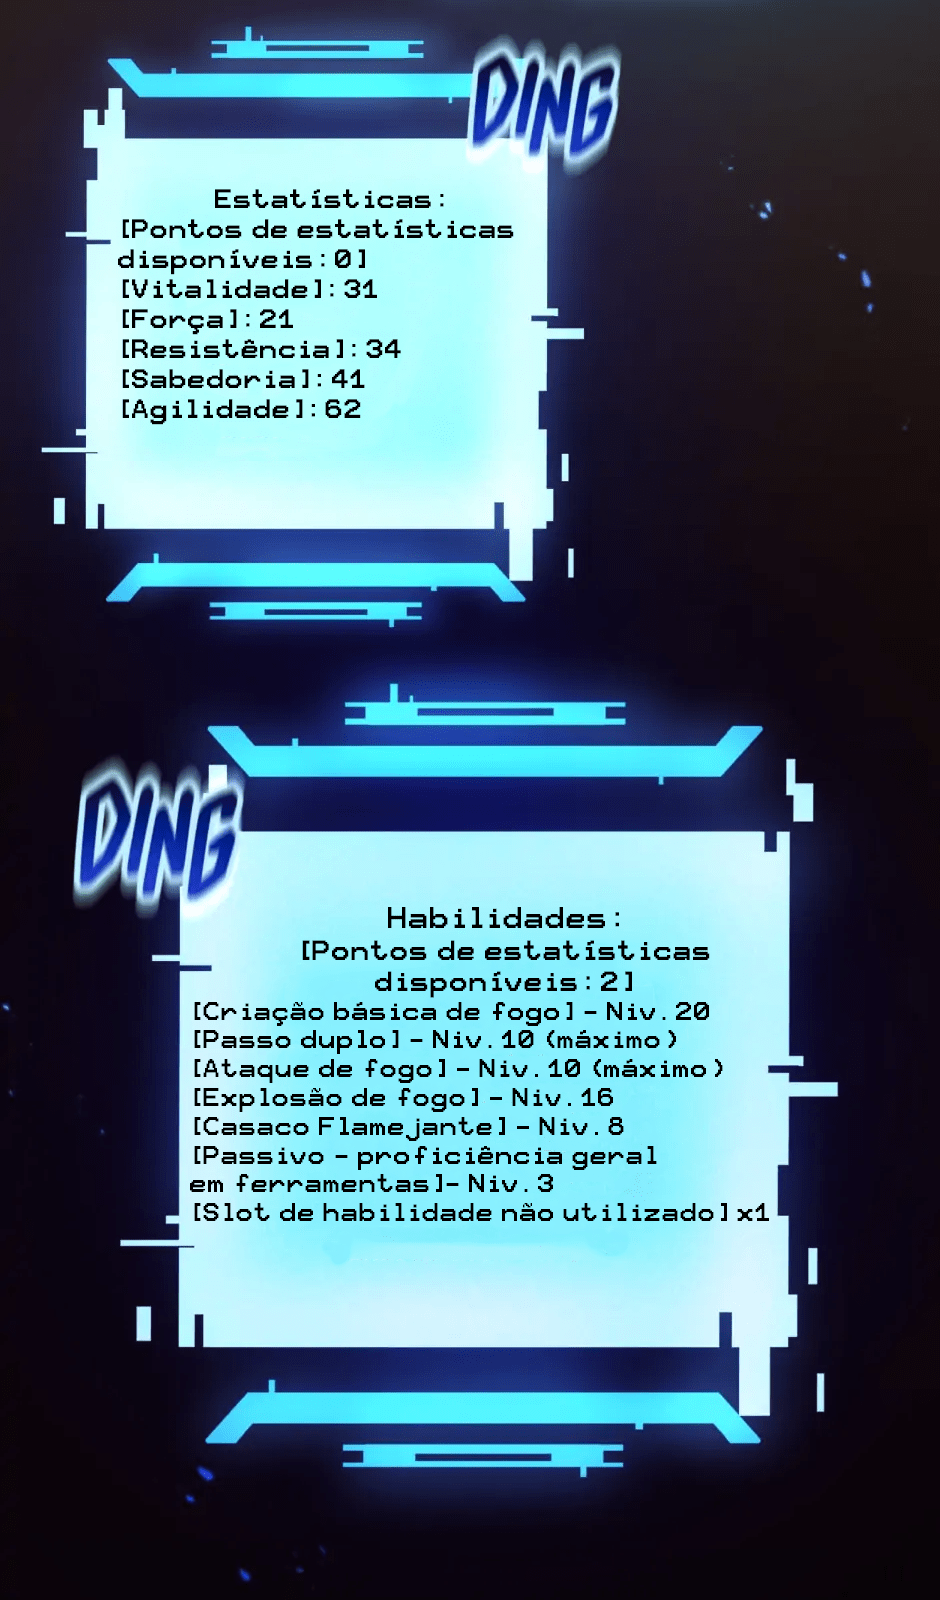 DING
Estatísticas:
[Pontos de estatísticas
disponíveis:0]
[Vitalidade]:31
[Força]:21
[Resistência]:34
[Sabedoria]:41
[Agilidade]:62
DING
Habilidades:
[Pontos de estatísticas
disponíveis:2]
[Criação básica de fogo] - Niv.20
[Passo duplo] - Niv.10 (máximo)
[Ataque de fogo] - Niv.10 (máximo)
[Explosão de fogo] - Niv.16
[Casaco Flamejante] - Niv.8
[Passivo - proficiência geral
em ferramentas]- Niv.3
[Slot de habilidade não utilizado]x1